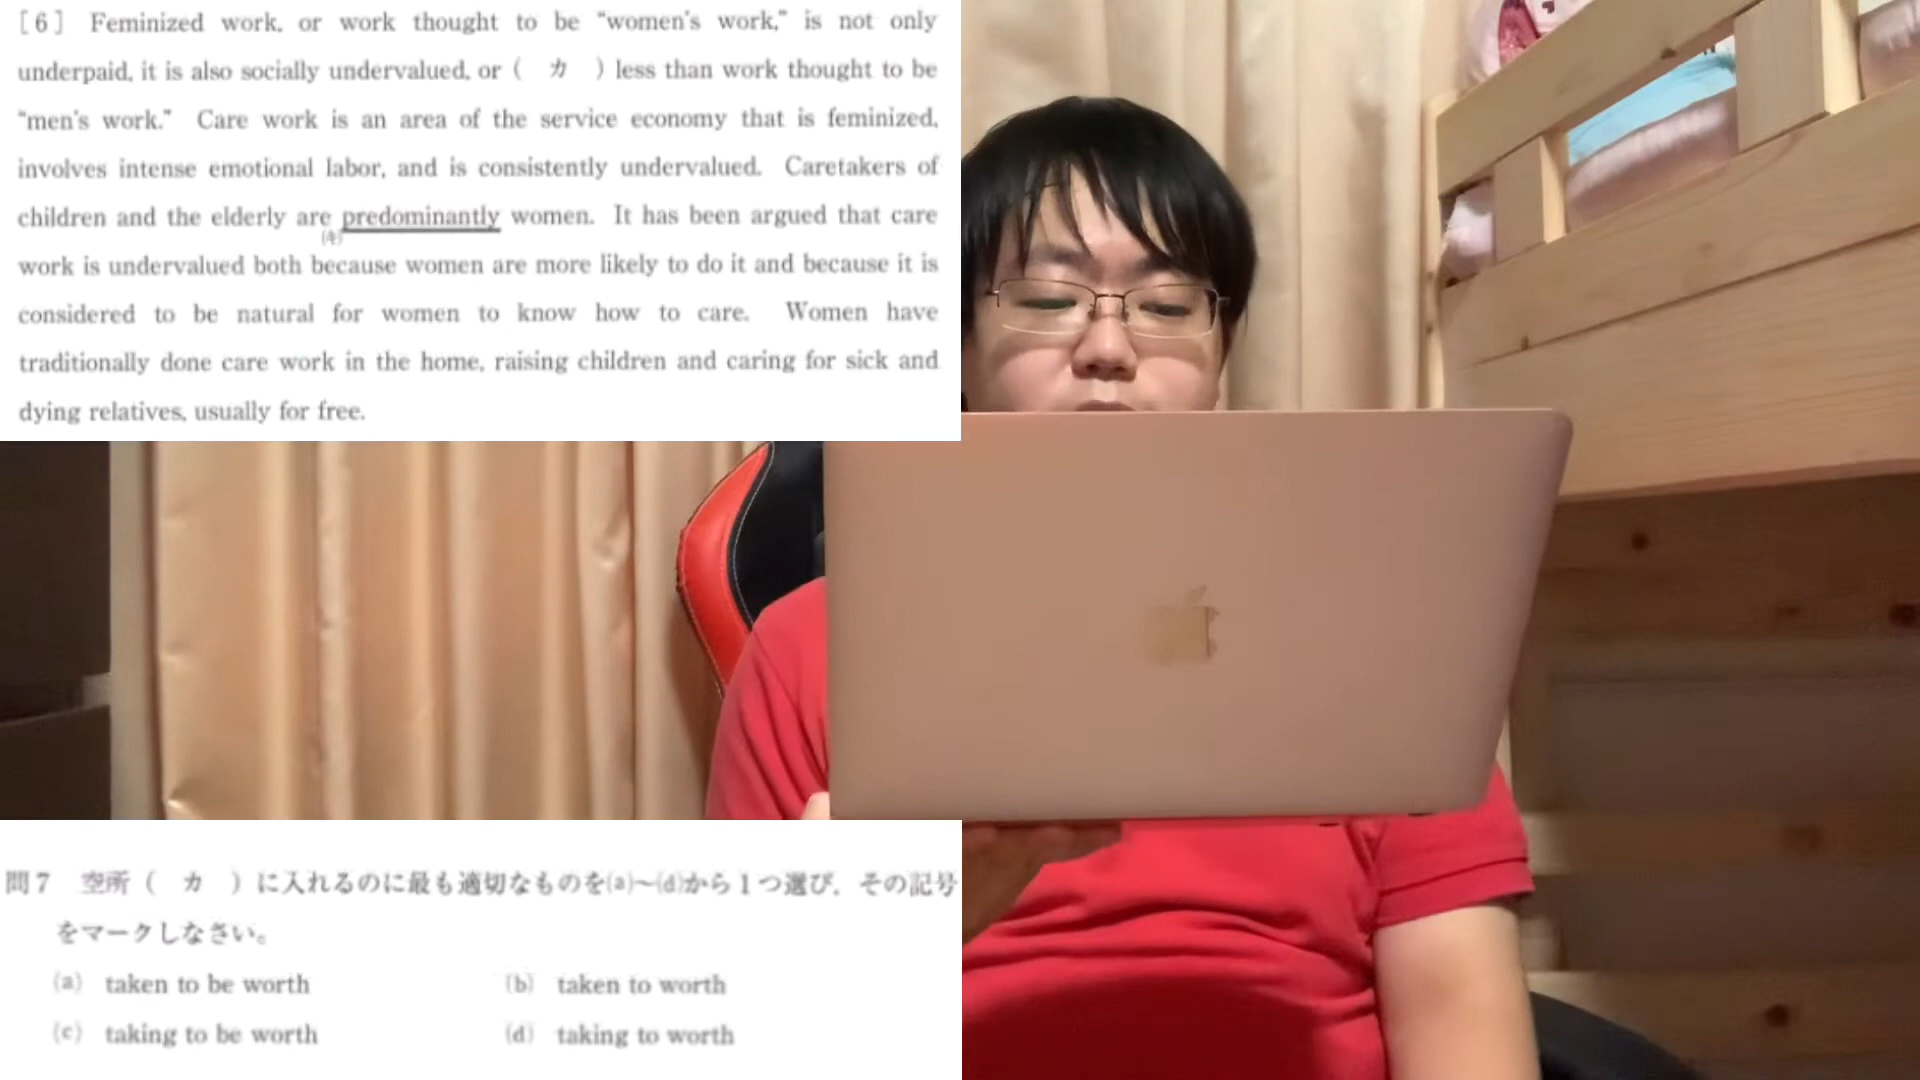 [6] Feminized work, or work thought to be “women's work,” is not only
underpaid, it is also socially undervalued, or ( カ ) less than work thought to be
“men's work.” Care work is an area of the service economy that is feminized,
involves intense emotional labor, and is consistently undervalued. Caretakers of
children and the elderly are predominantly women. It has been argued that care
(キ)
work is undervalued both because women are more likely to do it and because it is
considered to be natural for women to know how to care. Women have
traditionally done care work in the home, raising children and caring for sick and
dying relatives, usually for free.
問7 空所( カ )に入れるのに最も適切なものを(a)~(d)から1つ選び,その記号
をマークしなさい。
(a) taken to be worth
(b) taken to worth
(c) taking to be worth
(d) taking to worth